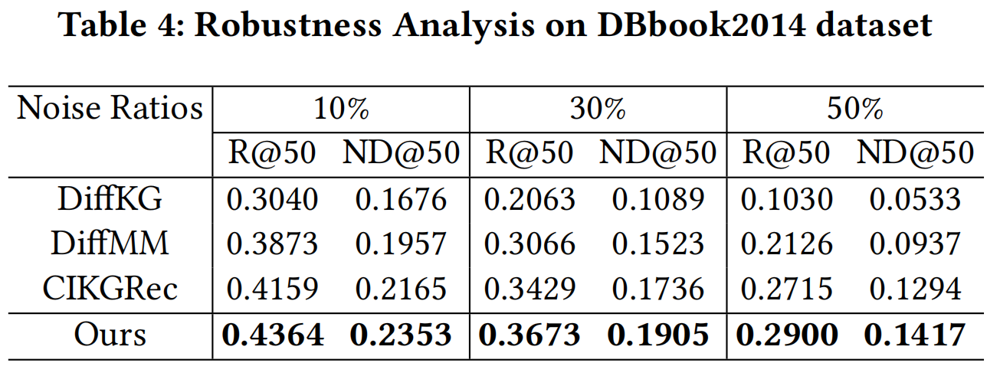 Table 4: Robustness Analysis on DBbook2014 dataset
Noise Ratios 10% 30% 50%
R@50 ND@50 R@50 ND@50 R@50 ND@50
DiffKG 0.3040 0.1676 0.2063 0.1089 0.1030 0.0533
DiffMM 0.3873 0.1957 0.3066 0.1523 0.2126 0.0937
CIKGRec 0.4159 0.2165 0.3429 0.1736 0.2715 0.1294
Ours 0.4364 0.2353 0.3673 0.1905 0.2900 0.1417